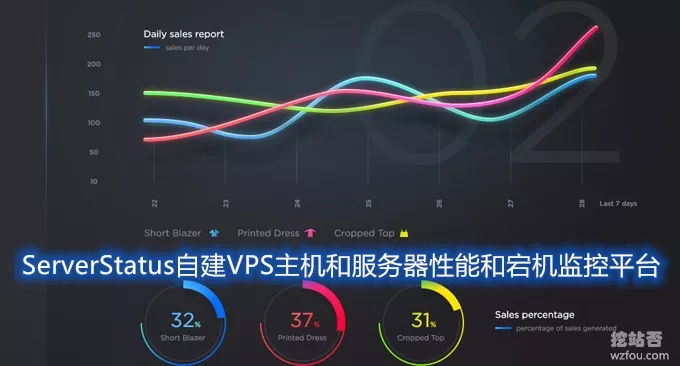 02
Daily sales report
sales per day
250
200
150
100
50
10
22
23
24
25
26
27
28
Last 7 days
Short Blazer
Printed Dress
Cropped Top
ServerStatus自建VPS主机和服务器性能和宕机监控平台
32%
Short Blazer
37%
Printed Dress
31%
Cropped Top
Sales percentage
percentage of sales generated
挖站否
wzfou.com